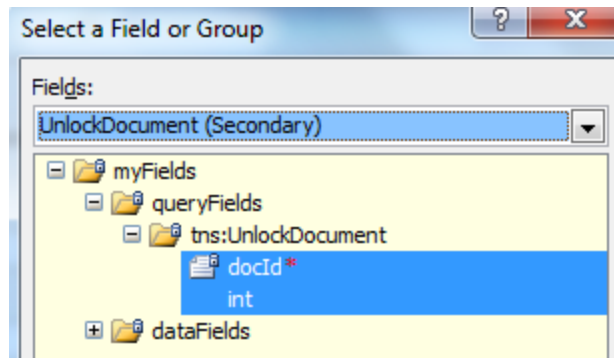 Select a Field or Group
Fields:
UnlockDocument (Secondary)
myFields
queryFields
tns:UnlockDocument
docId*
int
dataFields